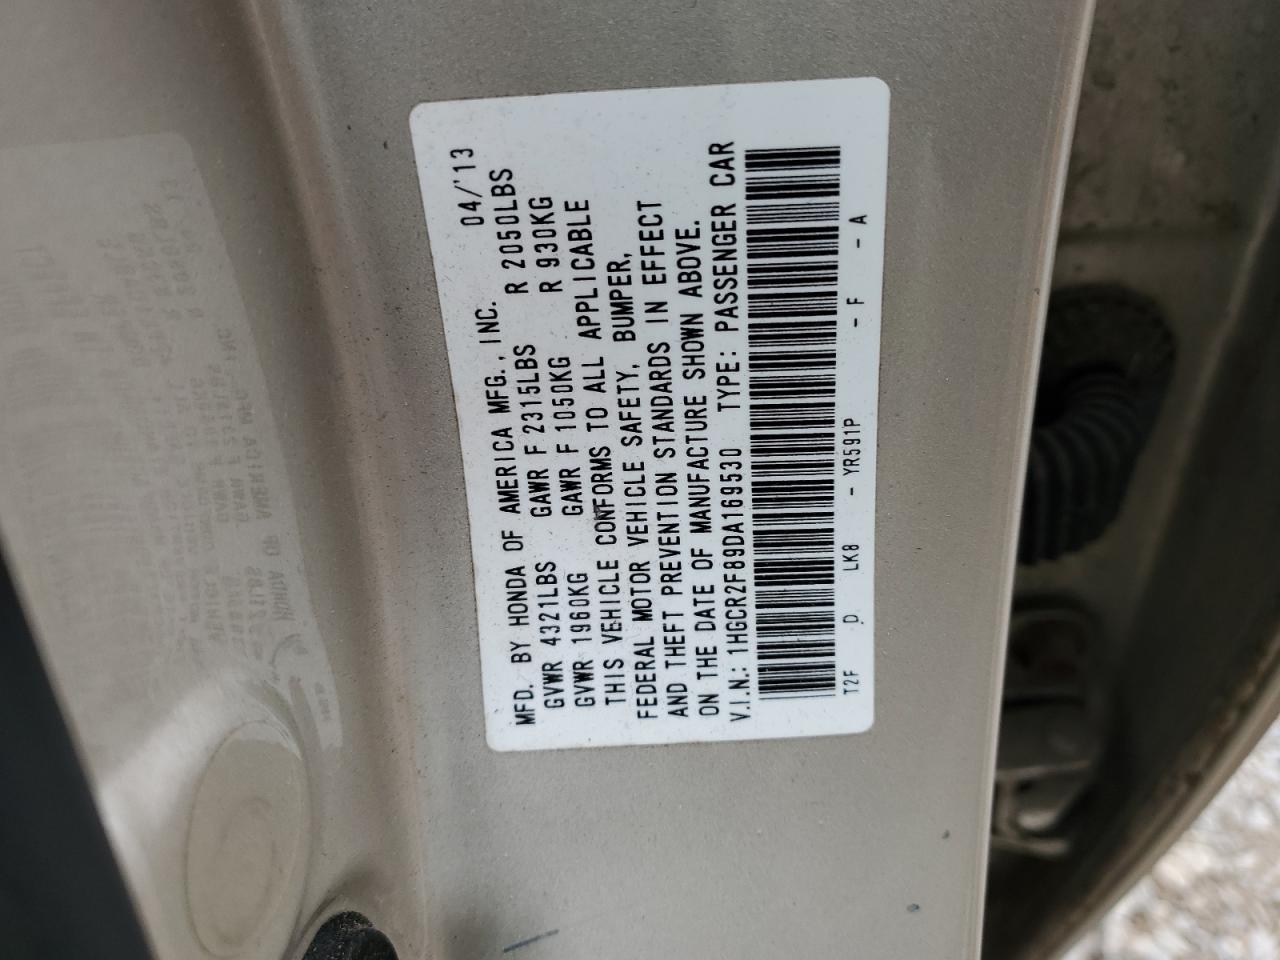 MFD. BY HONDA OF AMERICA MFG., INC. 04/'13
GVWR 4321LBS GAWR F 2315LBS R 2050LBS
GVWR 1960KG GAWR F 1050KG R 930KG
THIS VEHICLE CONFORMS TO ALL APPLICABLE
FEDERAL MOTOR VEHICLE SAFETY, BUMPER,
AND THEFT PREVENTION STANDARDS IN EFFECT
ON THE DATE OF MANUFACTURE SHOWN ABOVE.
V.I.N.: 1HGCR2F89DA169530 TYPE: PASSENGER CAR
T2F D LK8 - YR591P - F - A